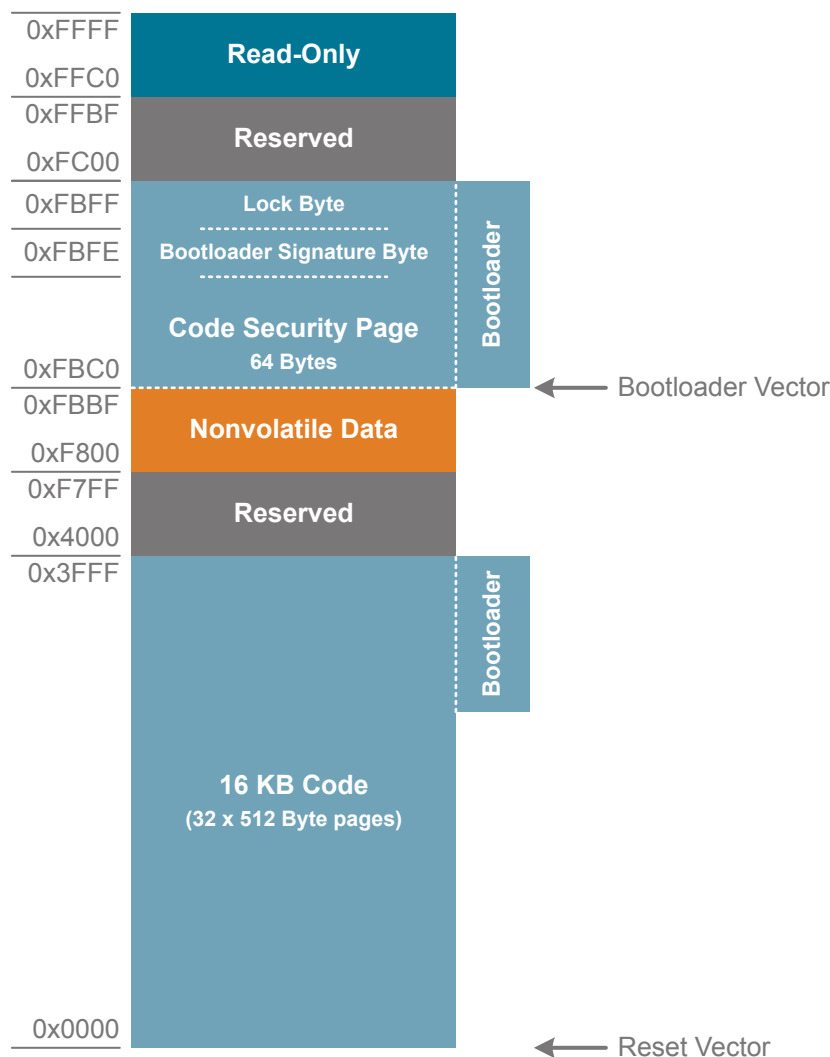 0xFFFF
Read-Only
0xFFC0
0xFFBF
Reserved
0xFC00
0xFBFF
Lock Byte
0xFBFE
Bootloader Signature Byte
Bootloader
Code Security Page
64 Bytes
0xFBC0
Bootloader Vector
0xFBBF
Nonvolatile Data
0xF800
0xF7FF
Reserved
0x4000
0x3FFF
Bootloader
16 KB Code
(32 x 512 Byte pages)
0x0000
Reset Vector